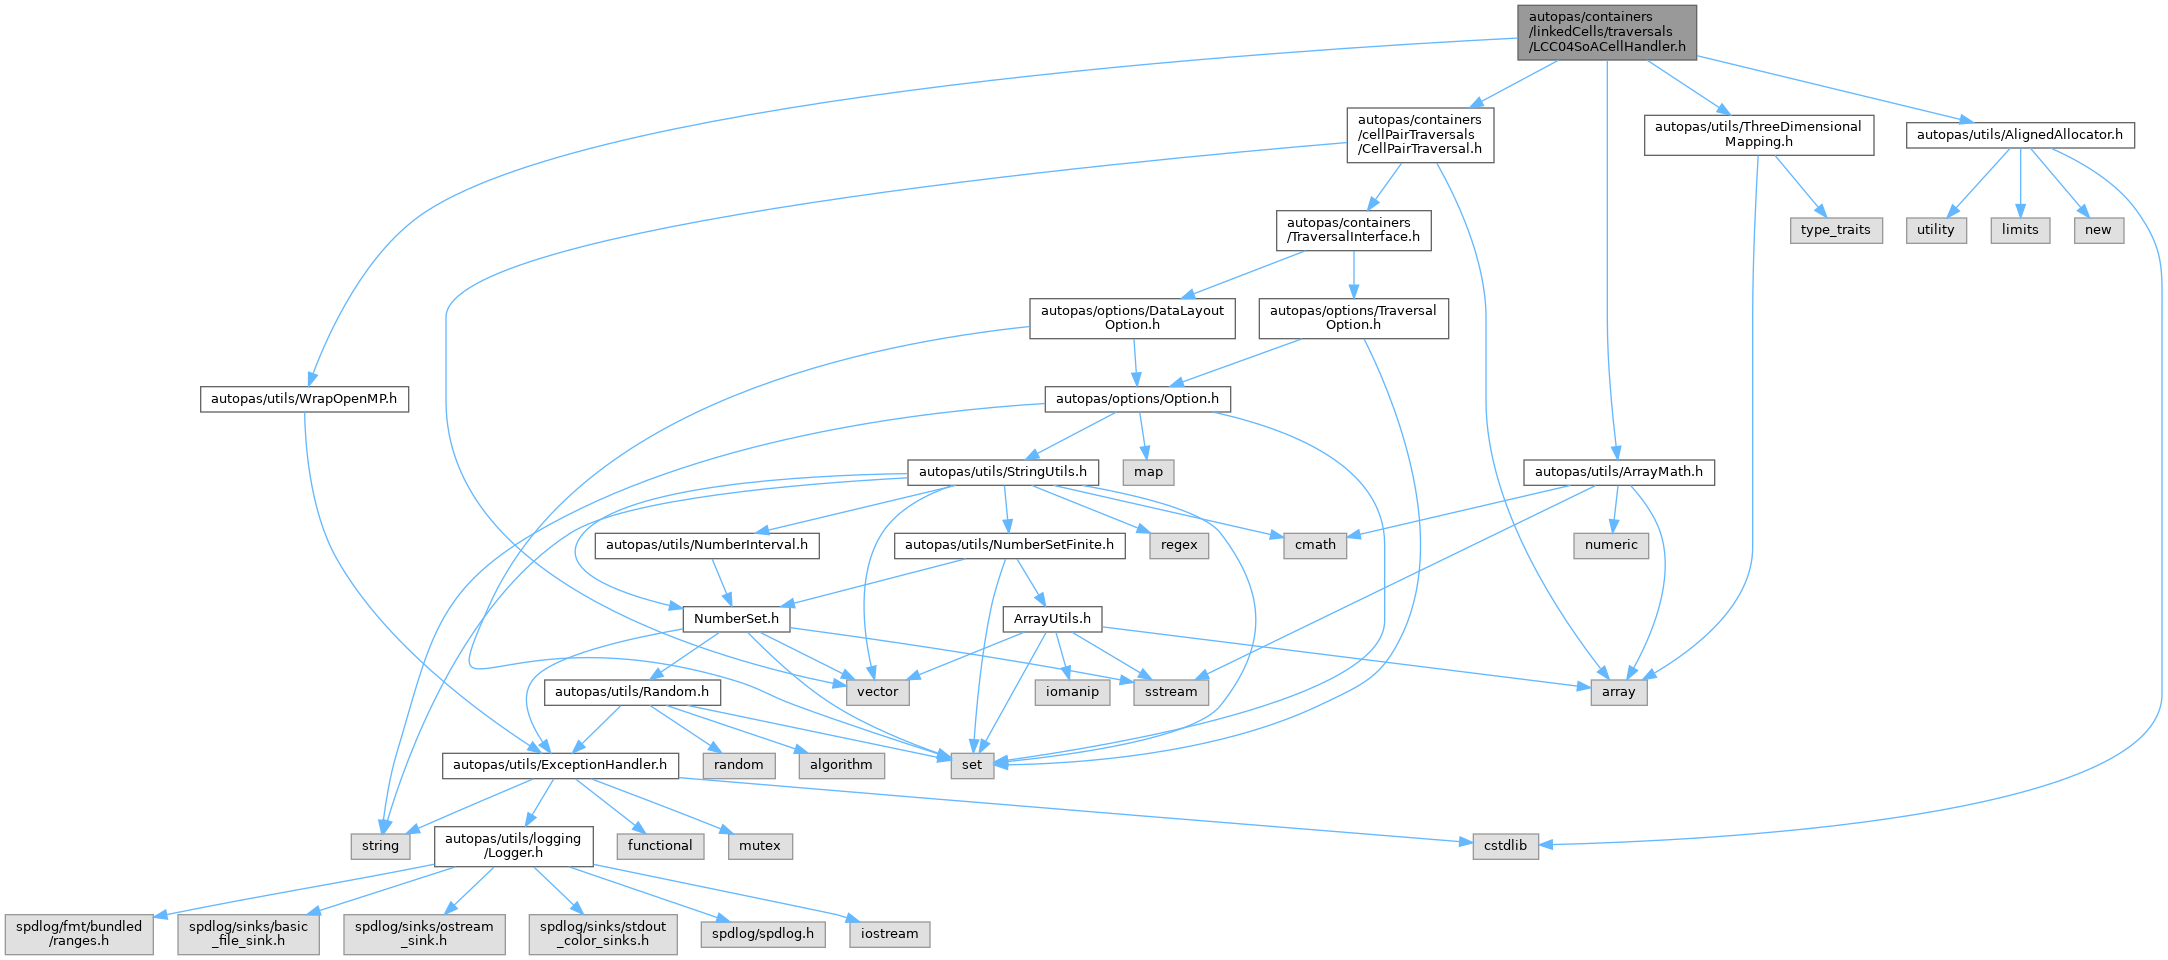 autopas/containers
/linkedCells/traversals
/LCC04SoACellHandler.h
autopas/containers
/cellPairTraversals
/CellPairTraversal.h
autopas/utils/ThreeDimensional
Mapping.h
autopas/utils/AlignedAllocator.h
autopas/containers
/TraversalInterface.h
type_traits
utility
limits
new
autopas/options/DataLayout
Option.h
autopas/options/Traversal
Option.h
autopas/utils/WrapOpenMP.h
autopas/options/Option.h
autopas/utils/StringUtils.h
map
autopas/utils/ArrayMath.h
autopas/utils/NumberInterval.h
autopas/utils/NumberSetFinite.h
regex
cmath
numeric
NumberSet.h
ArrayUtils.h
autopas/utils/Random.h
vector
iomanip
sstream
array
autopas/utils/ExceptionHandler.h
random
algorithm
set
string
autopas/utils/logging
/Logger.h
functional
mutex
cstdlib
spdlog/fmt/bundled
/ranges.h
spdlog/sinks/basic
_file_sink.h
spdlog/sinks/ostream
_sink.h
spdlog/sinks/stdout
_color_sinks.h
spdlog/spdlog.h
iostream